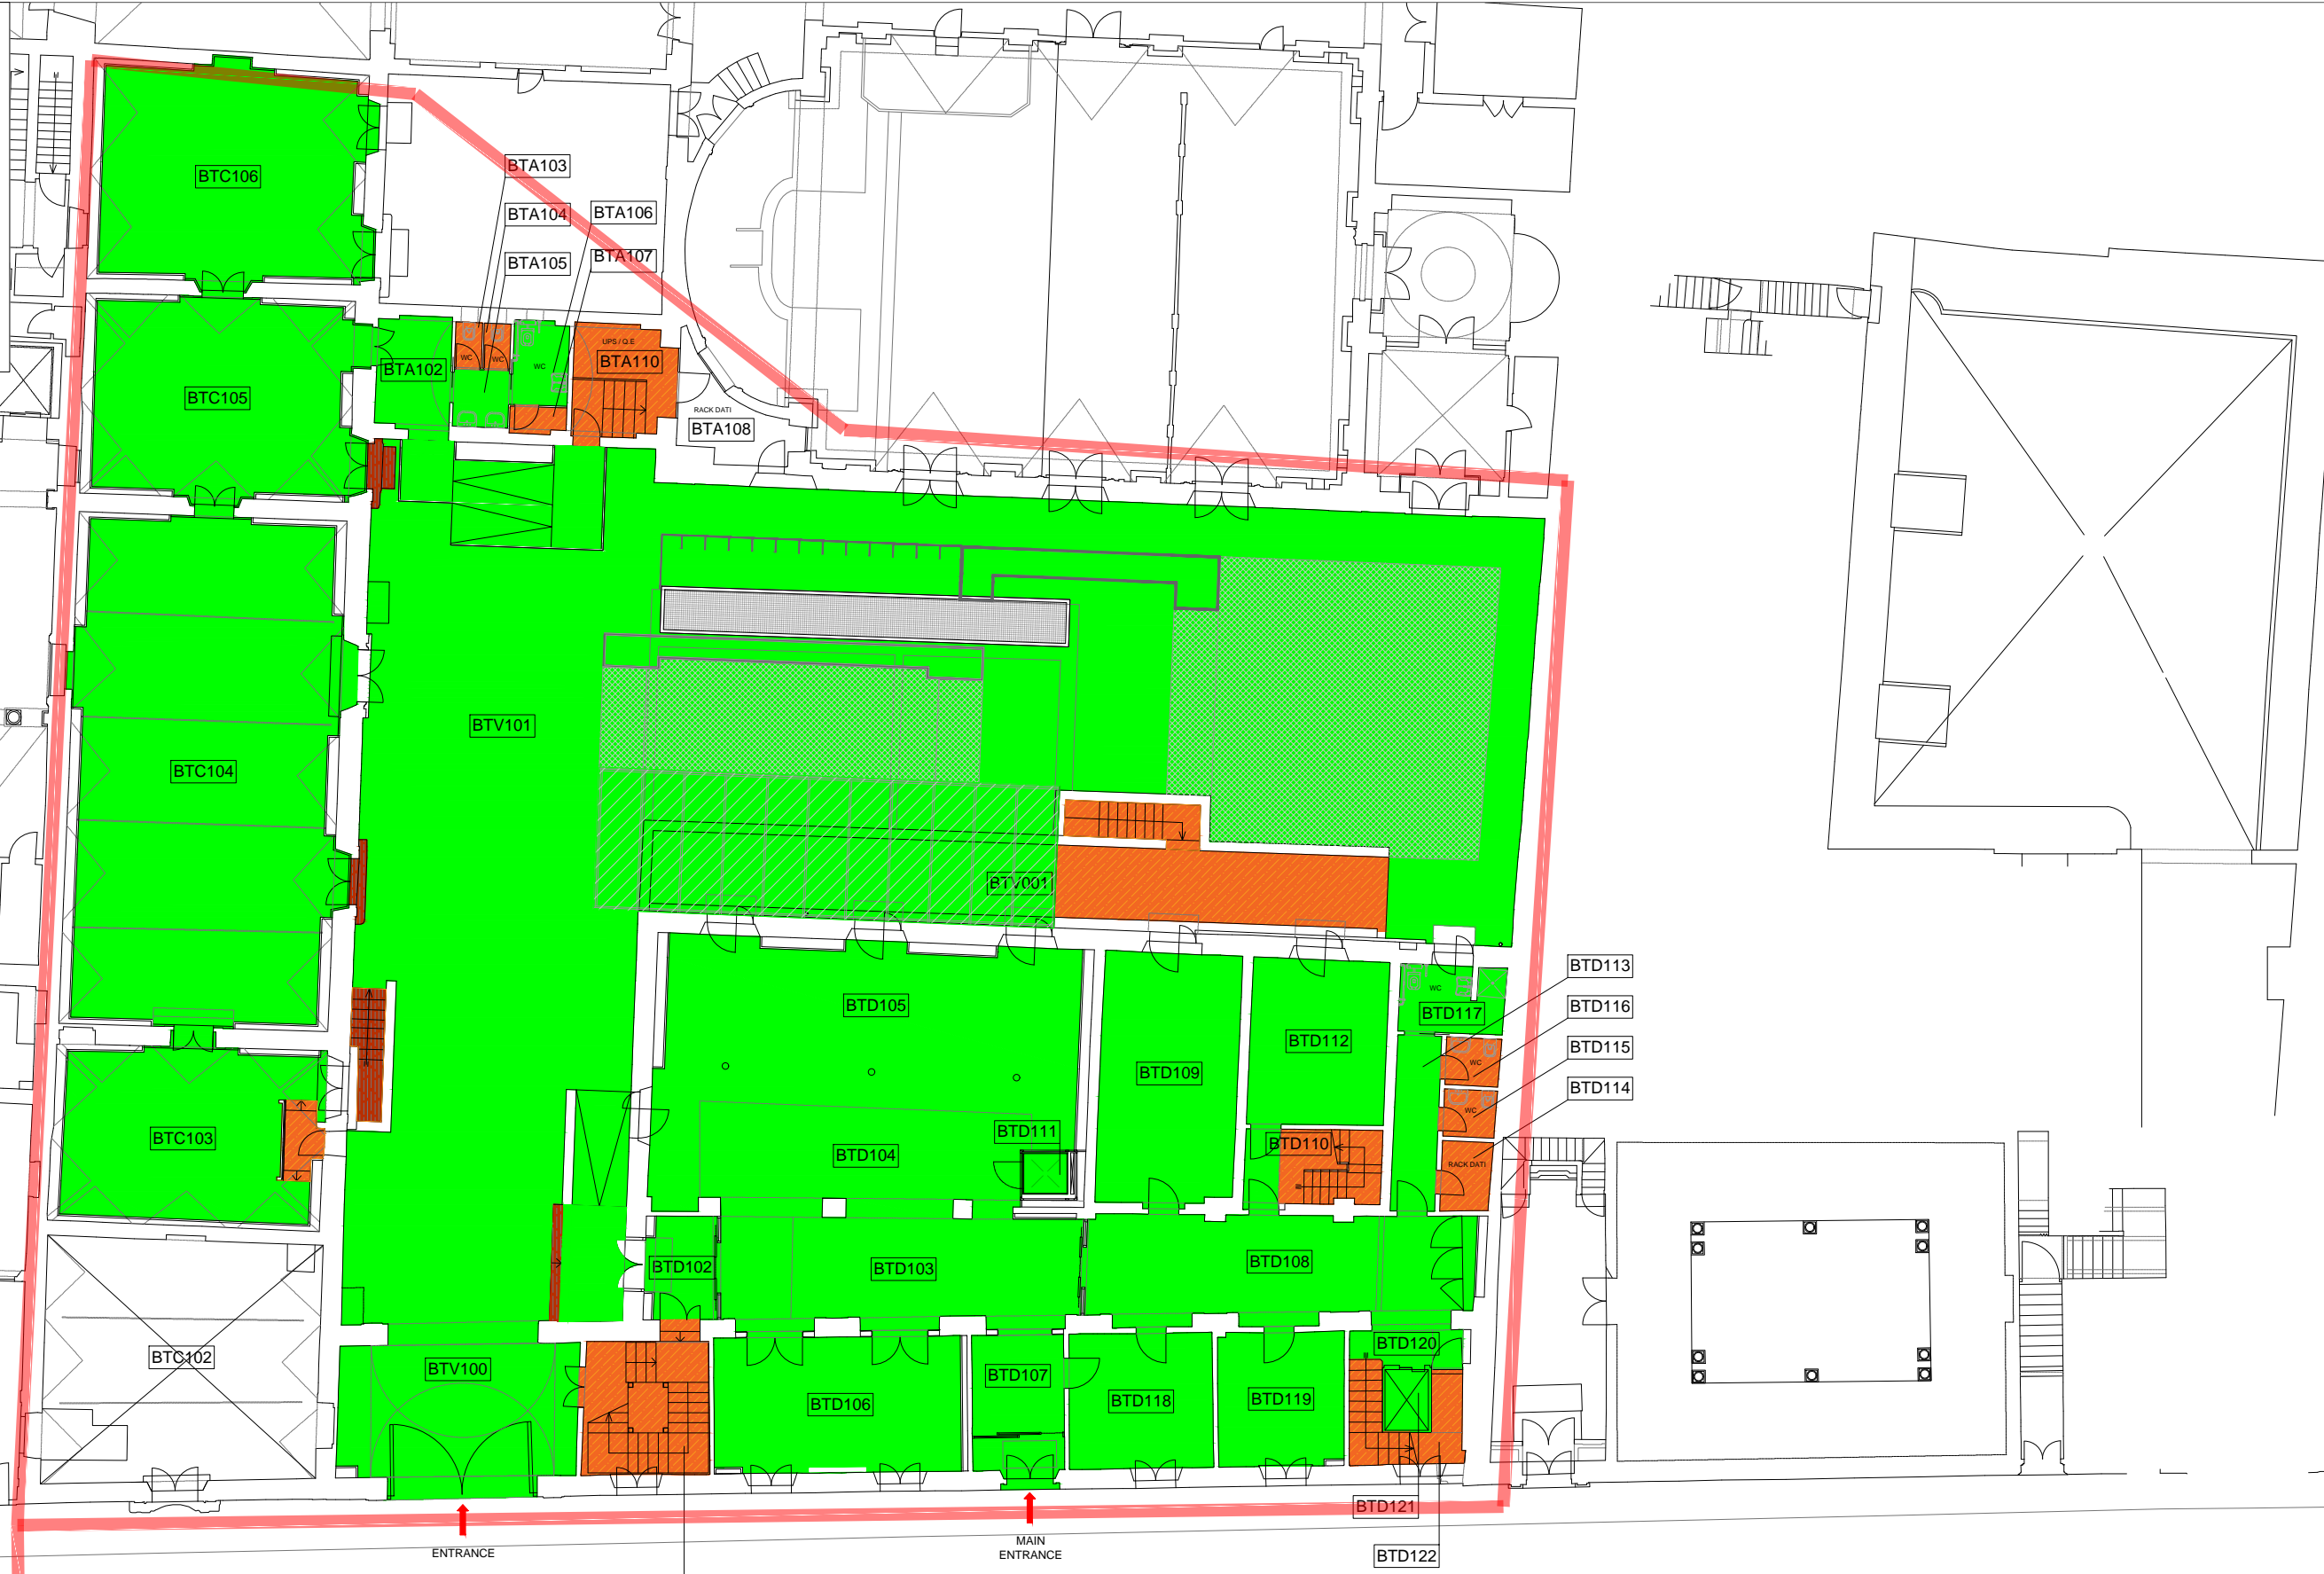 BTA103
BTC106
BTA104
BTA106
BTA105
BTA107
UPS / Q.E
WC
WC
WC
BTA110
BTA102
BTC105
RACK DATI
BTA108
BTV101
BTC104
BTV001
BTD113
WC
BTD105
BTD117
BTD116
BTD112
BTD115
WC
BTD109
BTD114
WC
BTC103
BTD111
BTD110
BTD104
RACK DATI
BTD108
BTD102
BTD103
BTD120
BTC102
BTV100
BTD107
BTD118
BTD119
BTD106
BTD121
ENTRANCE
MAIN
ENTRANCE
BTD122